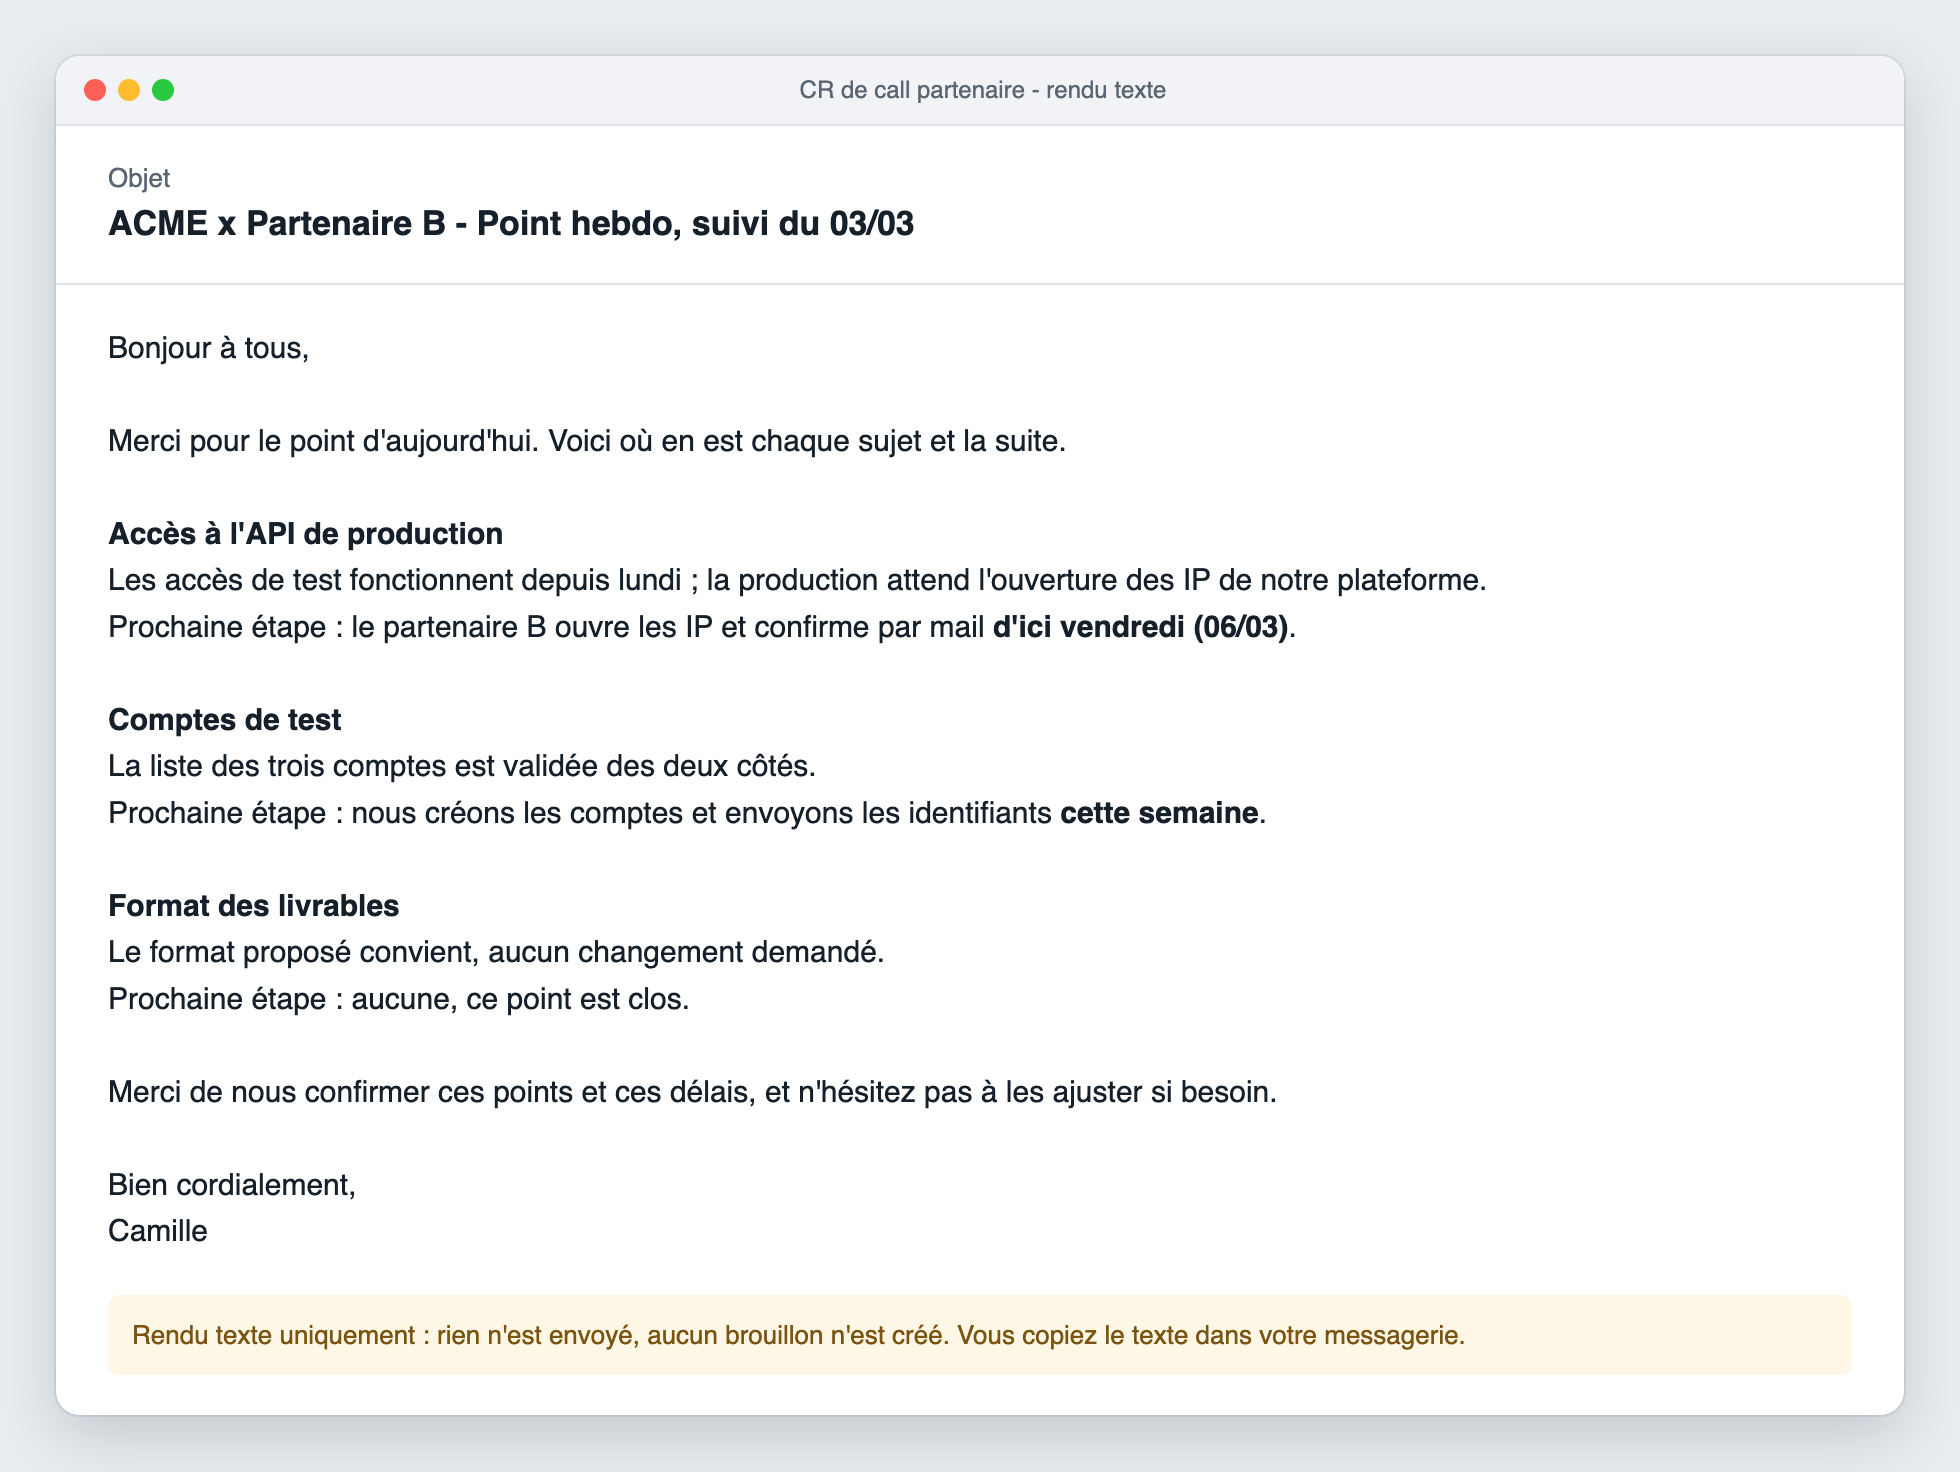 CR de call partenaire - rendu texte
Objet
ACME x Partenaire B - Point hebdo, suivi du 03/03
Bonjour à tous,
Merci pour le point d'aujourd'hui. Voici où en est chaque sujet et la suite.
Accès à l'API de production
Les accès de test fonctionnent depuis lundi ; la production attend l'ouverture des IP de notre plateforme.
Prochaine étape : le partenaire B ouvre les IP et confirme par mail d'ici vendredi (06/03).
Comptes de test
La liste des trois comptes est validée des deux côtés.
Prochaine étape : nous créons les comptes et envoyons les identifiants cette semaine.
Format des livrables
Le format proposé convient, aucun changement demandé.
Prochaine étape : aucune, ce point est clos.
Merci de nous confirmer ces points et ces délais, et n'hésitez pas à les ajuster si besoin.
Bien cordialement,
Camille
Rendu texte uniquement : rien n'est envoyé, aucun brouillon n'est créé. Vous copiez le texte dans votre messagerie.